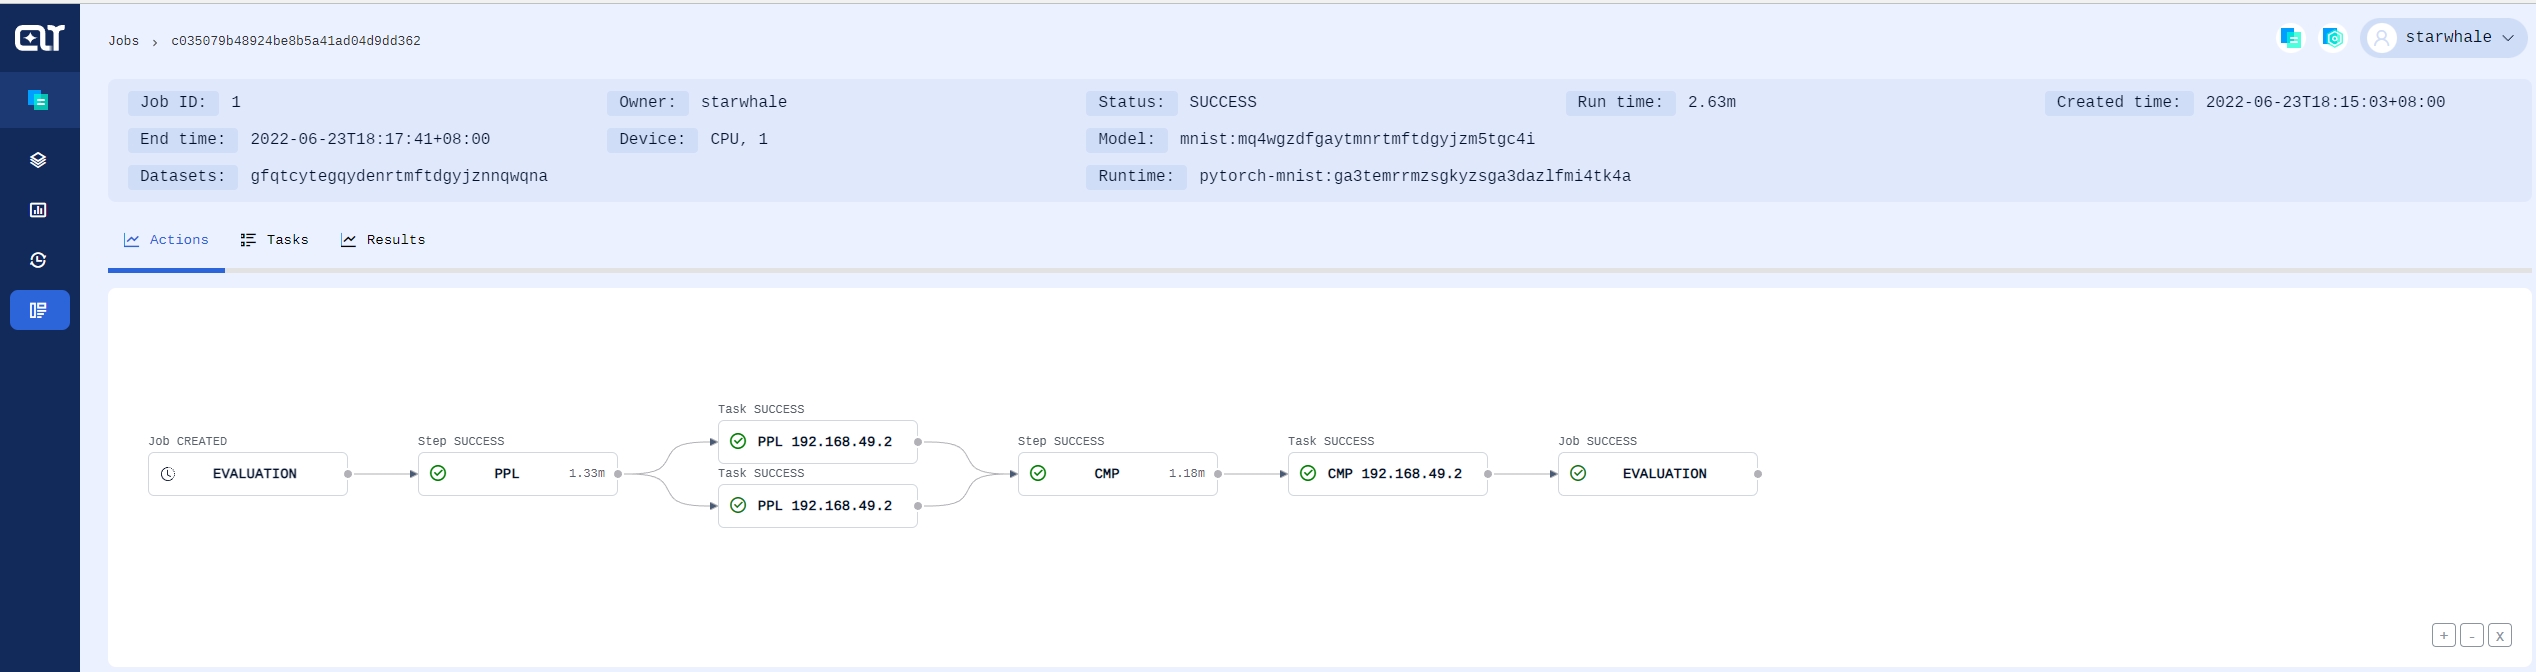 Jobs > c035079b48924be8b5a41ad04d9dd362
starwhale
Job ID: 1 Owner: starwhale Status: SUCCESS Run time: 2.63m Created time: 2022-06-23T18:15:03+08:00
End time: 2022-06-23T18:17:41+08:00 Device: CPU, 1 Model: mnist:mq4wgzdfgaytmnrtmftdgyjzm5tgc4i
Datasets: gfqtcytegqydenrtmftdgyjznnqwqna Runtime: pytorch-mnist:ga3temrrmzsgkyzsga3dazlfmi4tk4a
Actions Tasks Results
Job CREATED
EVALUATION
Step SUCCESS
PPL 1.33m
Task SUCCESS
PPL 192.168.49.2
Task SUCCESS
PPL 192.168.49.2
Step SUCCESS
CMP 1.18m
Task SUCCESS
CMP 192.168.49.2
Job SUCCESS
EVALUATION
+ - x